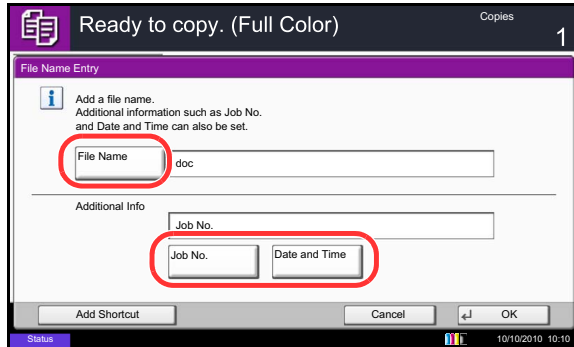 Ready to copy. (Full Color)
Copies
1
File Name Entry
i
Add a file name.
Additional information such as Job No.
and Date and Time can also be set.
File Name
doc
Additional Info
Job No.
Job No.
Date and Time
Add Shortcut
Cancel
OK
Status
10/10/2010 10:10